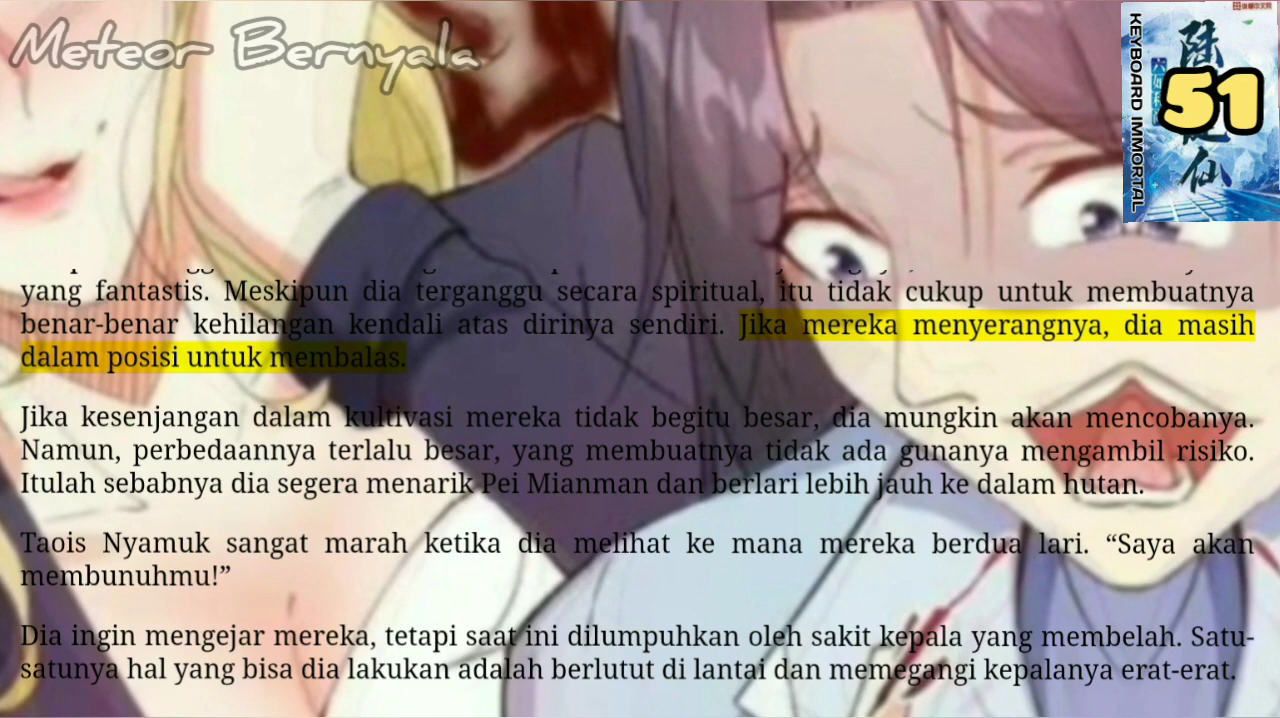 Meteor Bernyala
KEYBOARD IMMORTAL
51
yang fantastis. Meskipun dia terganggu secara spiritual, itu tidak cukup untuk membuatnya
benar-benar kehilangan kendali atas dirinya sendiri. Jika mereka menyerangnya, dia masih
dalam posisi untuk membalas.
Jika kesenjangan dalam kultivasi mereka tidak begitu besar, dia mungkin akan mencobanya.
Namun, perbedaannya terlalu besar, yang membuatnya tidak ada gunanya mengambil risiko.
Itulah sebabnya dia segera menarik Pei Mianman dan berlari lebih jauh ke dalam hutan.
Taois Nyamuk sangat marah ketika dia melihat ke mana mereka berdua lari. “Saya akan
membunuhmu!”
Dia ingin mengejar mereka, tetapi saat ini dilumpuhkan oleh sakit kepala yang membelah. Satu-
satunya hal yang bisa dia lakukan adalah berlutut di lantai dan memegangi kepalanya erat-erat.